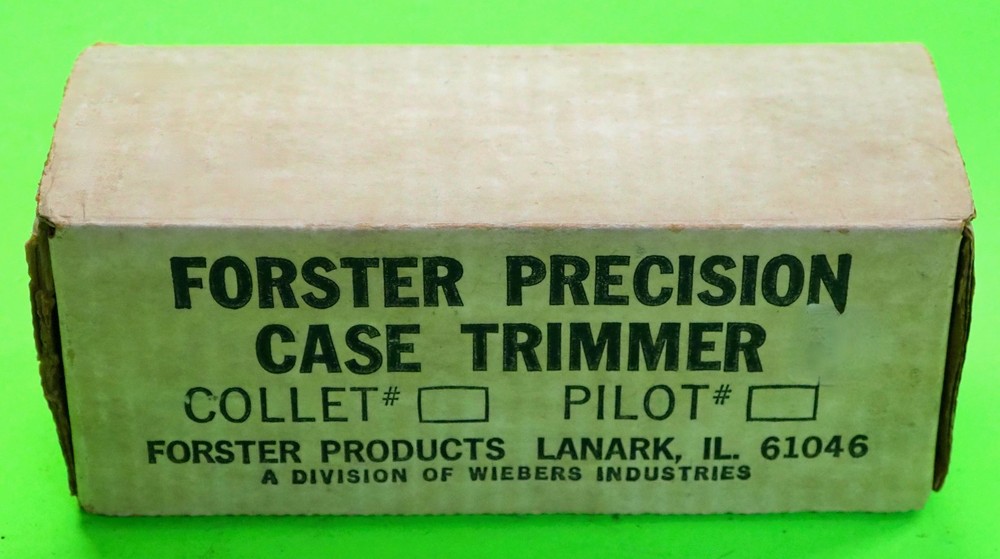 FORSTER PRECISION
CASE TRIMMER
COLLET# PILOT#
FORSTER PRODUCTS LANARK, IL. 61046
A DIVISION OF WIEBERS INDUSTRIES